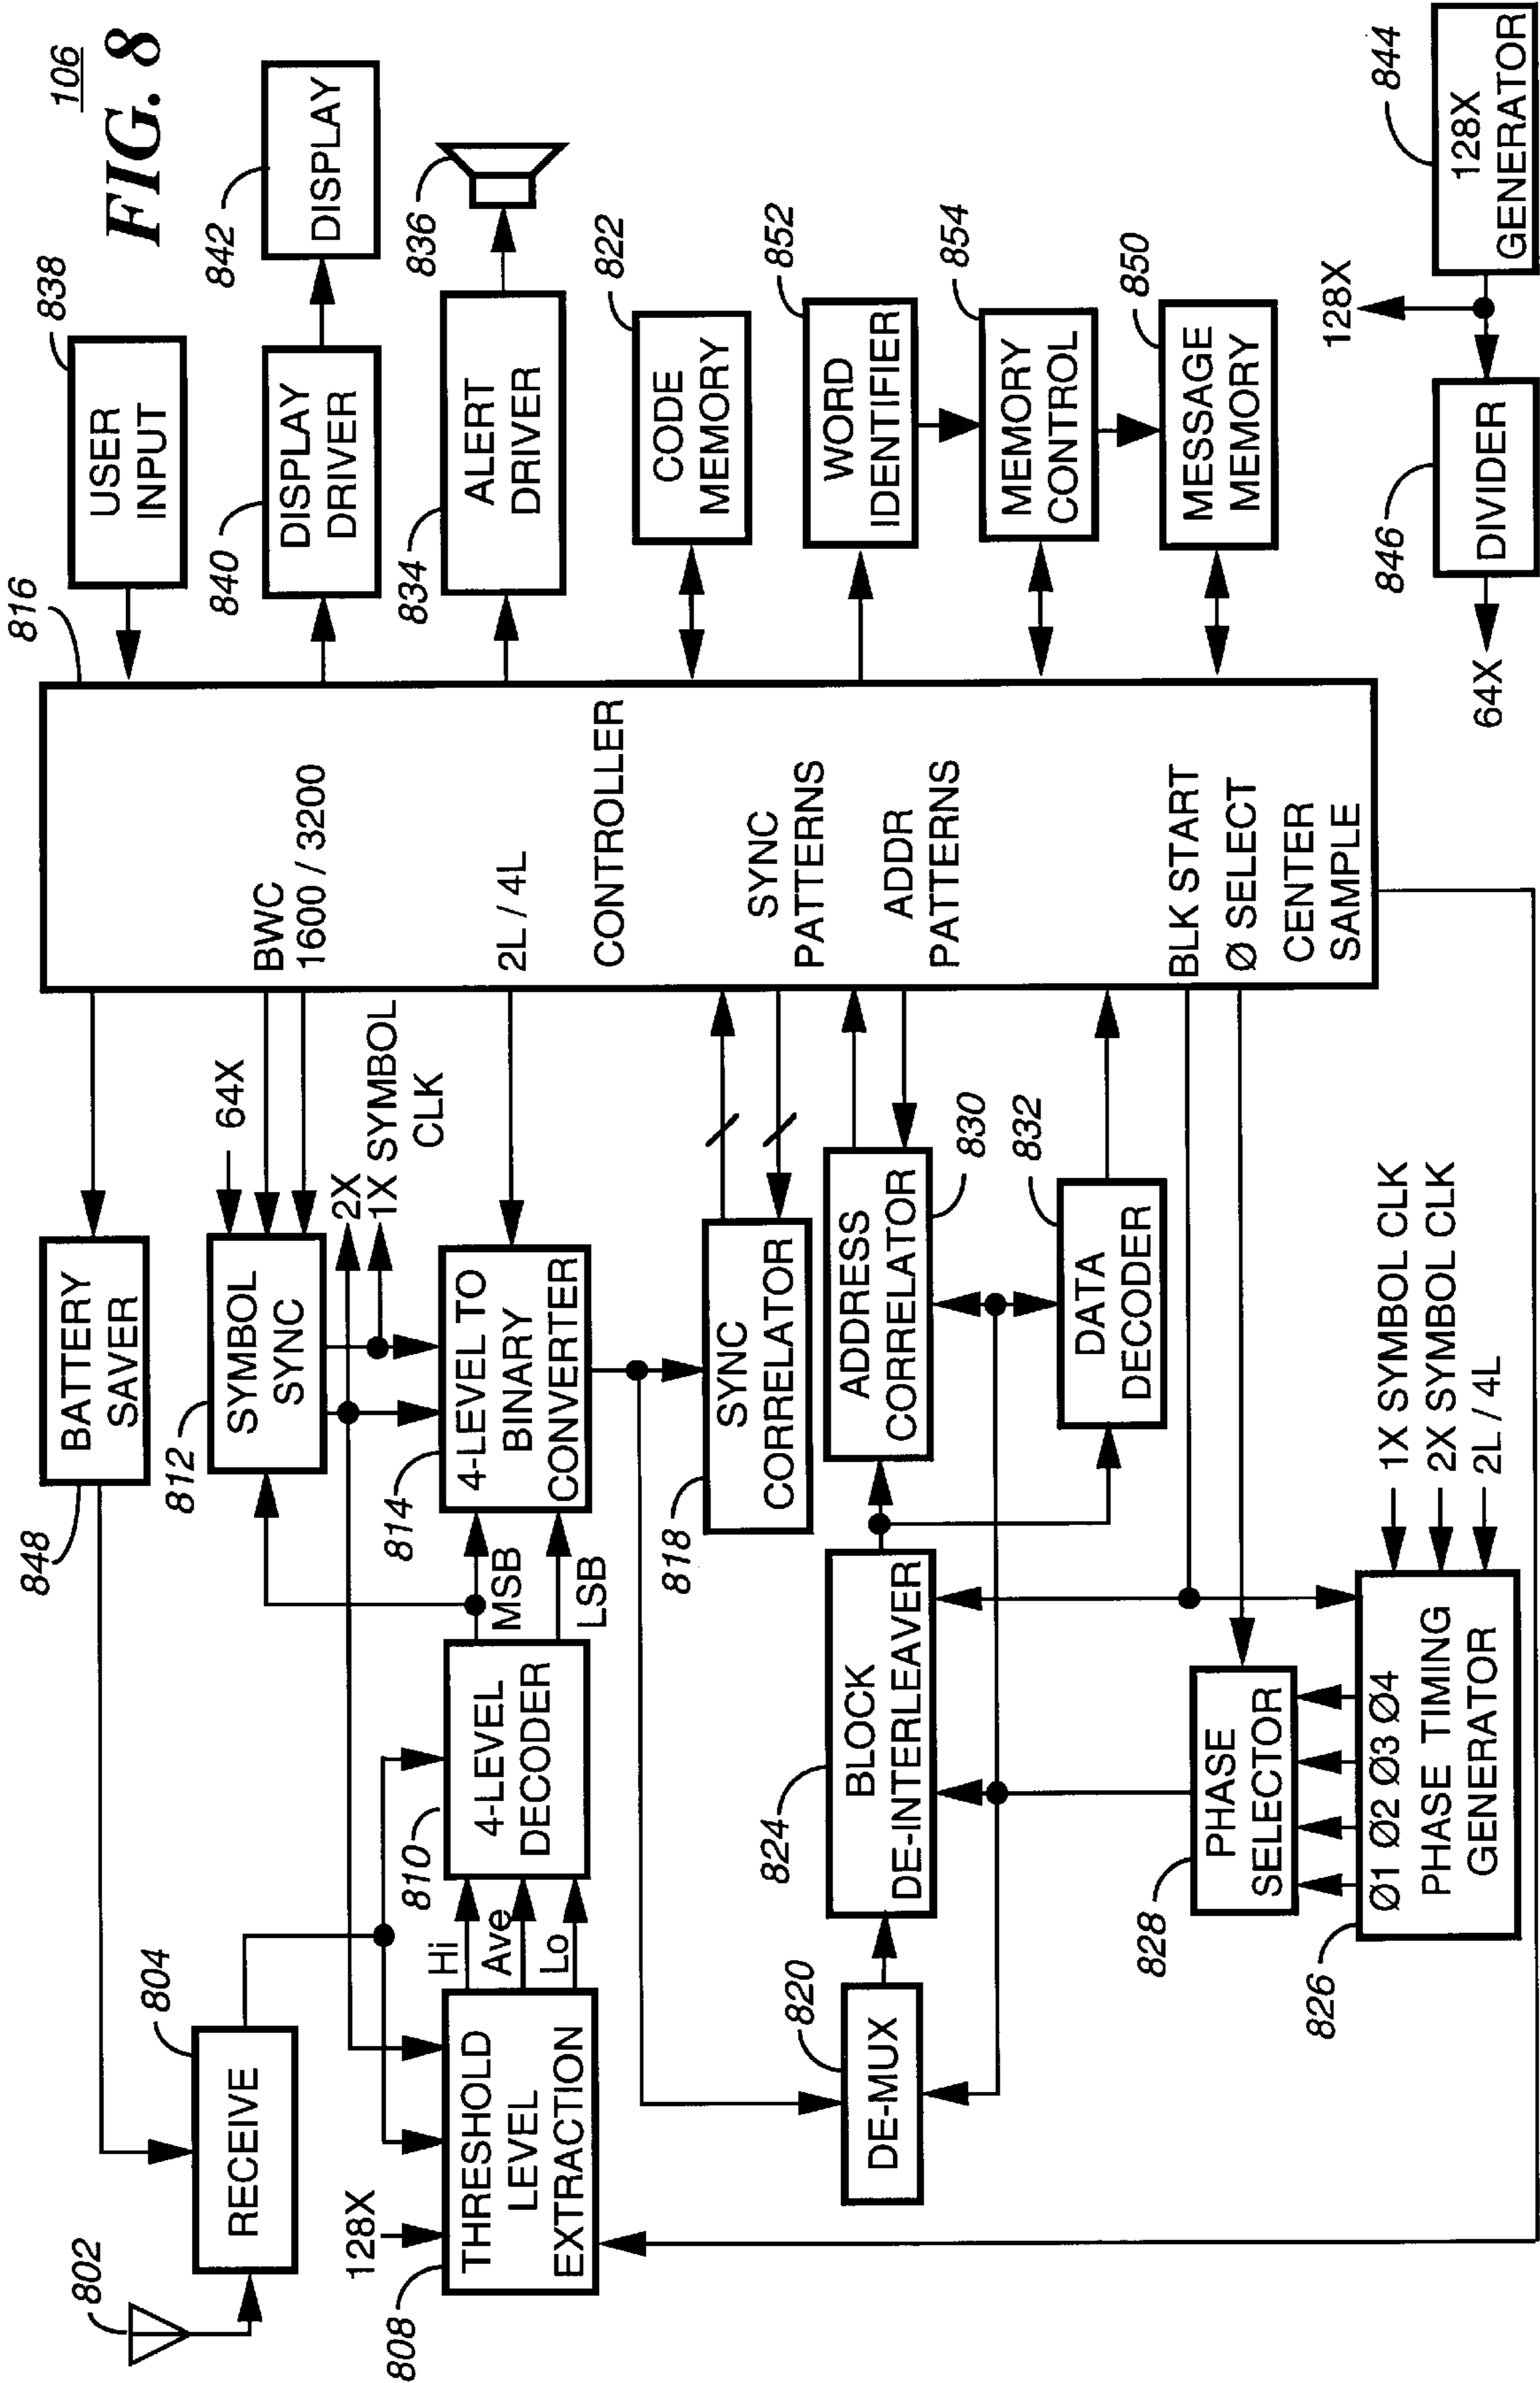 106
FIG. 8
802
804
RECEIVE
848
BATTERY
SAVER
816
838
USER
INPUT
812
SYMBOL
SYNC
64X
BWC
1600 / 3200
840
DISPLAY
DRIVER
842
DISPLAY
2X
1X SYMBOL
CLK
128X
808
THRESHOLD
LEVEL
EXTRACTION
Hi
Ave
Lo
810
4-LEVEL
DECODER
MSB
LSB
814
4-LEVEL TO
BINARY
CONVERTER
2L / 4L
834
ALERT
DRIVER
836
CONTROLLER
822
CODE
MEMORY
818
SYNC
CORRELATOR
SYNC
PATTERNS
852
WORD
IDENTIFIER
820
DE-MUX
824
BLOCK
DE-INTERLEAVER
830
ADDRESS
CORRELATOR
ADDR
PATTERNS
854
MEMORY
CONTROL
832
DATA
DECODER
850
MESSAGE
MEMORY
BLK START
Ø SELECT
CENTER
SAMPLE
828
PHASE
SELECTOR
826
Ø1 Ø2 Ø3 Ø4
PHASE TIMING
GENERATOR
1X SYMBOL CLK
2X SYMBOL CLK
2L / 4L
64X
846
DIVIDER
128X
844
128X
GENERATOR